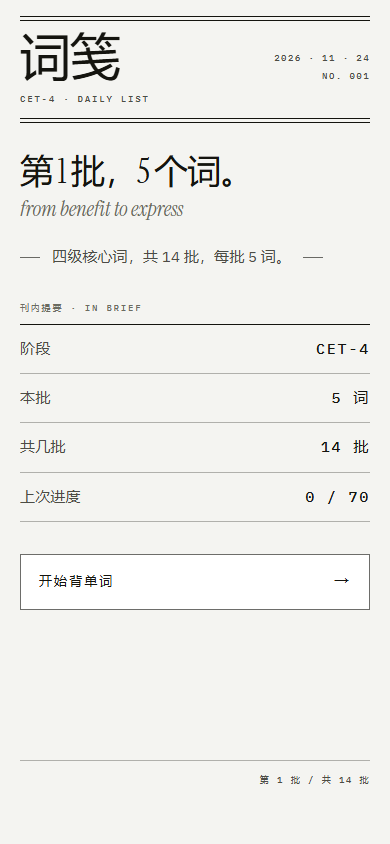 词笺
2026 · 11 · 24
NO. 001
CET-4 · DAILY LIST
第1批，5个词。
from benefit to express
四级核心词，共 14 批，每批 5 词。
刊内提要 · IN BRIEF
阶段 CET-4
本批 5 词
共几批 14 批
上次进度 0 / 70
开始背单词 →
第 1 批 / 共 14 批